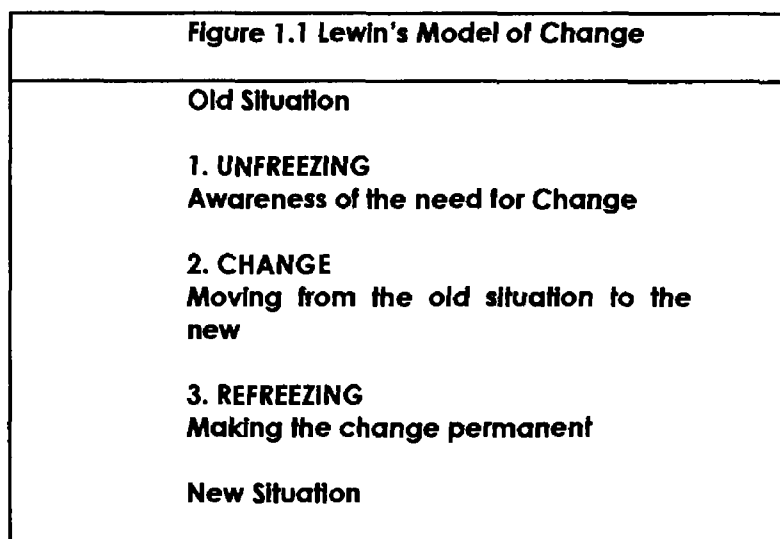 Figure 1.1 Lewin's Model of Change
Old Situation
1. UNFREEZING
Awareness of the need for Change
2. CHANGE
Moving from the old situation to the
new
3. REFREEZING
Making the change permanent
New Situation